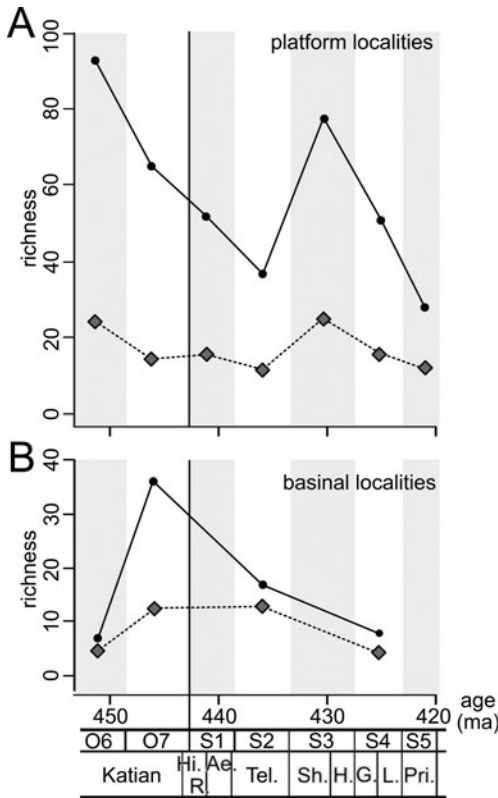 A
platform localities
100
80
60
40
20
0
richness
B
basinal localities
40
30
20
10
0
richness
450 440 430 420
age
(ma)
O6 O7 S1 S2 S3 S4 S5
Katian Hi. R. Ae. Tel. Sh. H. G. L. Pri.